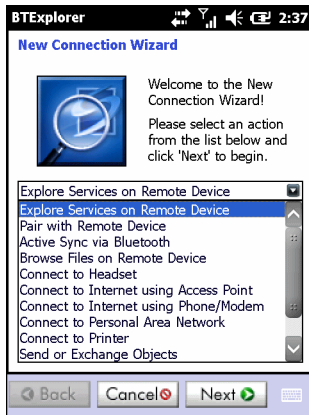 BTExplorer 2:37
New Connection Wizard
Welcome to the New
Connection Wizard!
Please select an action
from the list below and
click 'Next' to begin.
Explore Services on Remote Device
Explore Services on Remote Device
Pair with Remote Device
Active Sync via Bluetooth
Browse Files on Remote Device
Connect to Headset
Connect to Internet using Access Point
Connect to Internet using Phone/Modem
Connect to Personal Area Network
Connect to Printer
Send or Exchange Objects
Back Cancel Next